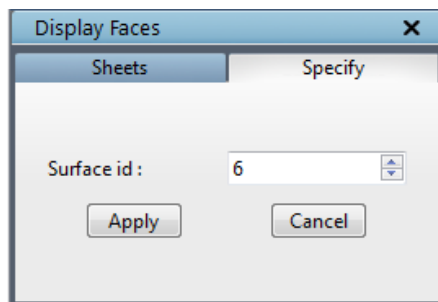 Display Faces
Sheets Specify
Surface id : 6
Apply Cancel